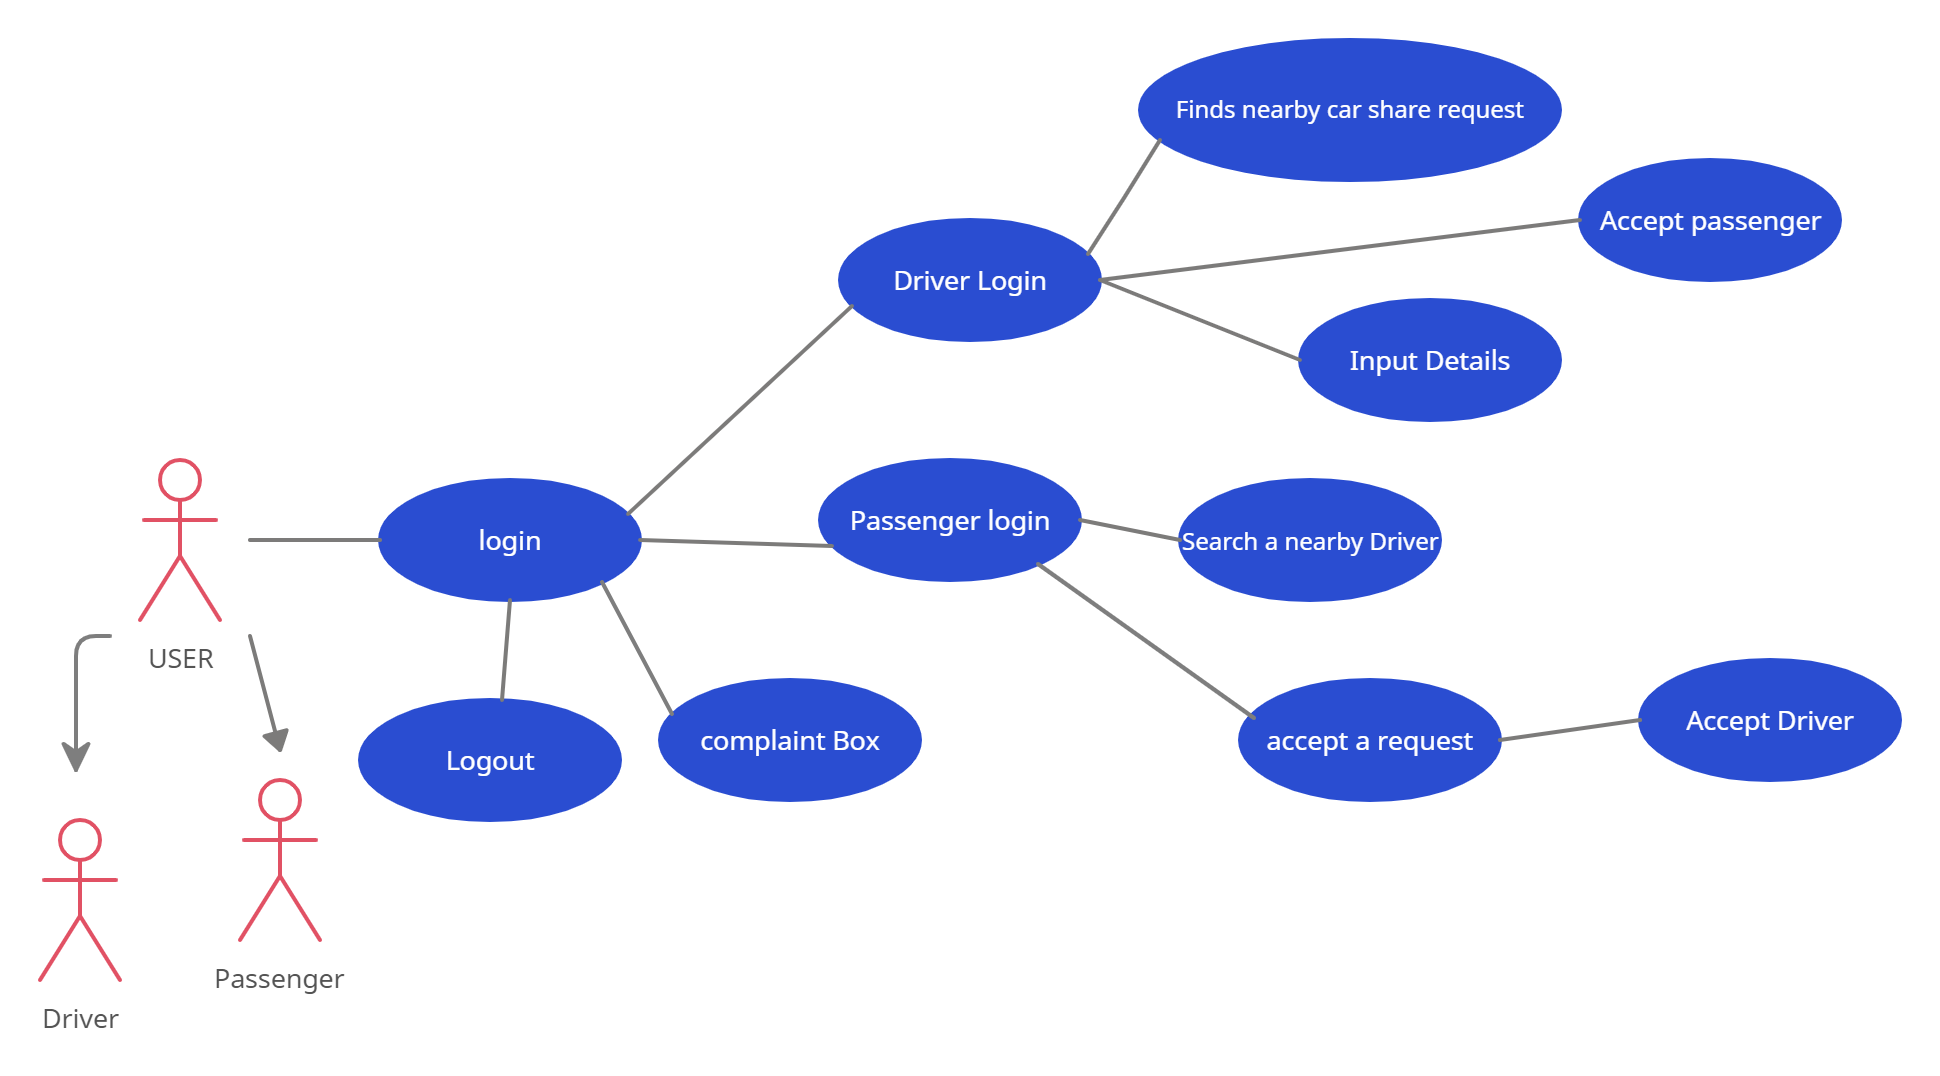 Finds nearby car share request
Accept passenger
Driver Login
Input Details
Passenger login
login
Search a nearby Driver
USER
Logout
complaint Box
accept a request
Accept Driver
Passenger
Driver